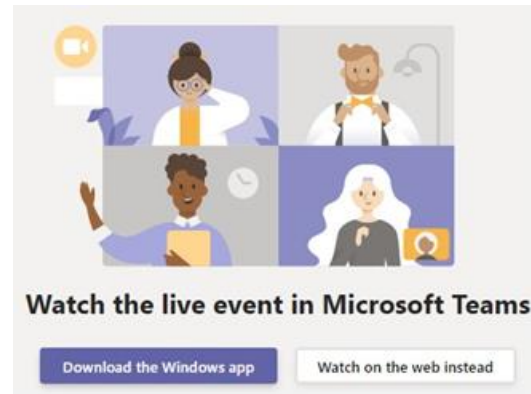 Watch the live event in Microsoft Teams
Download the Windows app
Watch on the web instead